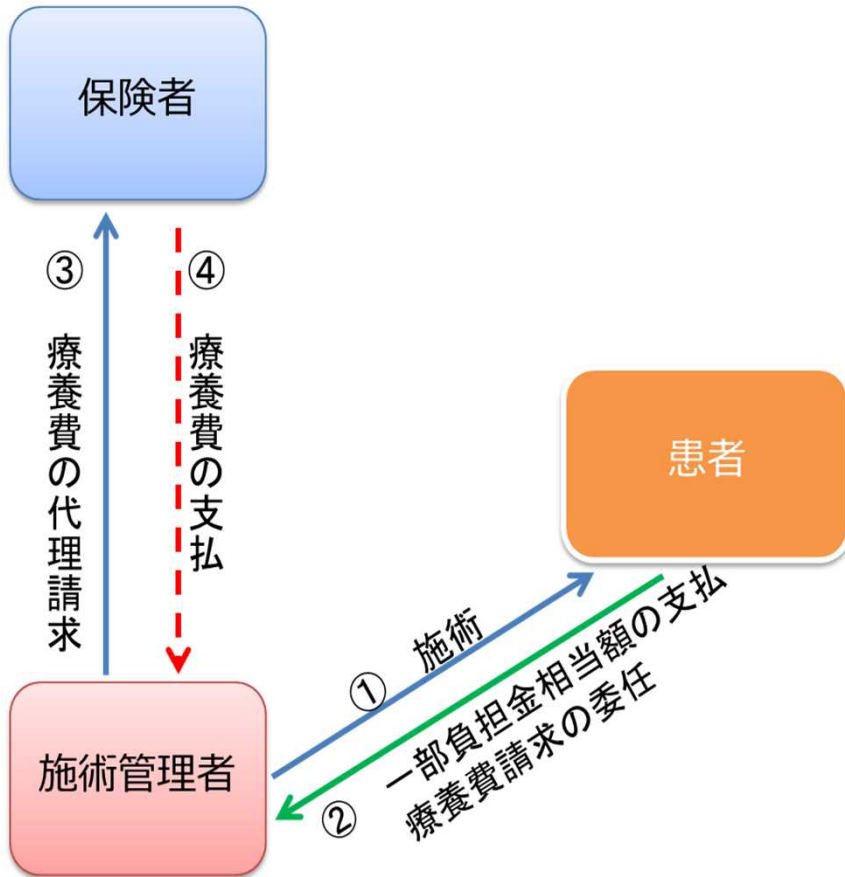 保険者
③
療養費の代理請求
④
療養費の支払
患者
①
施術
②
一部負担金相当額の支払
療養費請求の委任
施術管理者